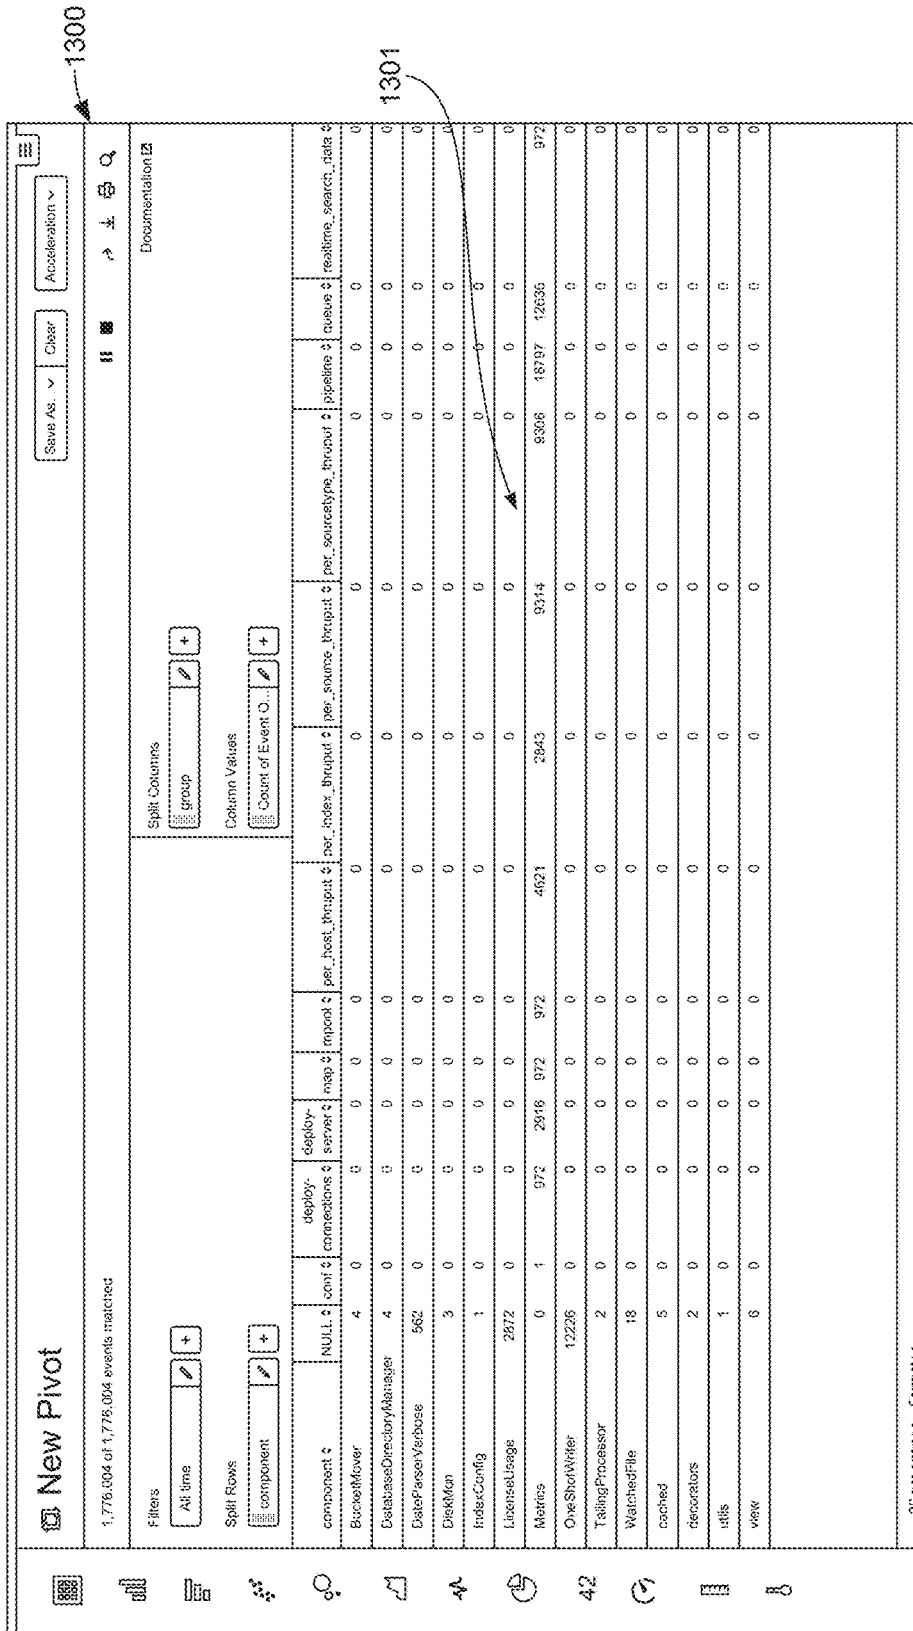 1300
New Pivot
Save As.. Clear Acceleration
1,776,004 of 1,776,004 events matched
Filters
All time
+
Split Columns
group
+
Documentation
Split Rows
component
+
Column Values
Count of Event O...
+
1301
component NULL conf deploy-connections deploy-server map mpool per_host_thruput per_index_thruput per_source_thruput per_sourcetype_thruput pipeline queue realtime_search_data
BucketMover 4 0 0 0 0 0 0 0 0 0 0 0 0
DatabaseDirectoryManager 4 0 0 0 0 0 0 0 0 0 0 0 0
DateParserVerbose 562 0 0 0 0 0 0 0 0 0 0 0 0
DiskMon 3 0 0 0 0 0 0 0 0 0 0 0 0
IndexConfig 1 0 0 0 0 0 0 0 0 0 0 0 0
LicenseUsage 2872 0 0 0 0 0 0 0 0 0 0 0 0
Metrics 0 1 972 2916 972 972 4621 2843 9314 9306 18797 12636 972
OneShotWriter 12226 0 0 0 0 0 0 0 0 0 0 0 0
TailingProcessor 2 0 0 0 0 0 0 0 0 0 0 0 0
WatchedFile 18 0 0 0 0 0 0 0 0 0 0 0 0
cached 5 0 0 0 0 0 0 0 0 0 0 0 0
decorators 2 0 0 0 0 0 0 0 0 0 0 0 0
utils 1 0 0 0 0 0 0 0 0 0 0 0 0
view 6 0 0 0 0 0 0 0 0 0 0 0 0
42